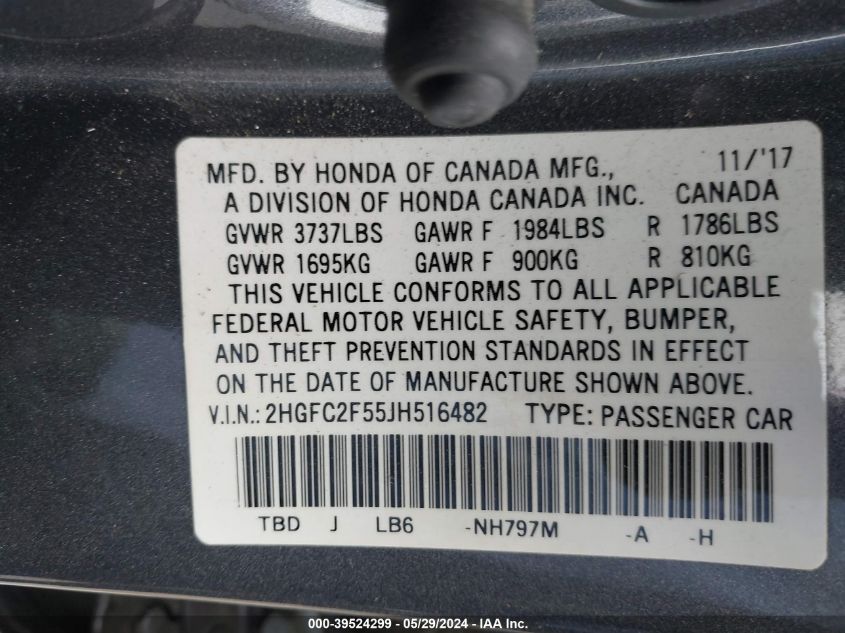 MFD. BY HONDA OF CANADA MFG., 11/'17
A DIVISION OF HONDA CANADA INC. CANADA
GVWR 3737LBS GAWR F 1984LBS R 1786LBS
GVWR 1695KG GAWR F 900KG R 810KG
THIS VEHICLE CONFORMS TO ALL APPLICABLE
FEDERAL MOTOR VEHICLE SAFETY, BUMPER,
AND THEFT PREVENTION STANDARDS IN EFFECT
ON THE DATE OF MANUFACTURE SHOWN ABOVE.
V.I.N.: 2HGFC2F55JH516482 TYPE: PASSENGER CAR
TBD J LB6 -NH797M -A -H
000-39524299 - 05/29/2024 - IAA Inc.